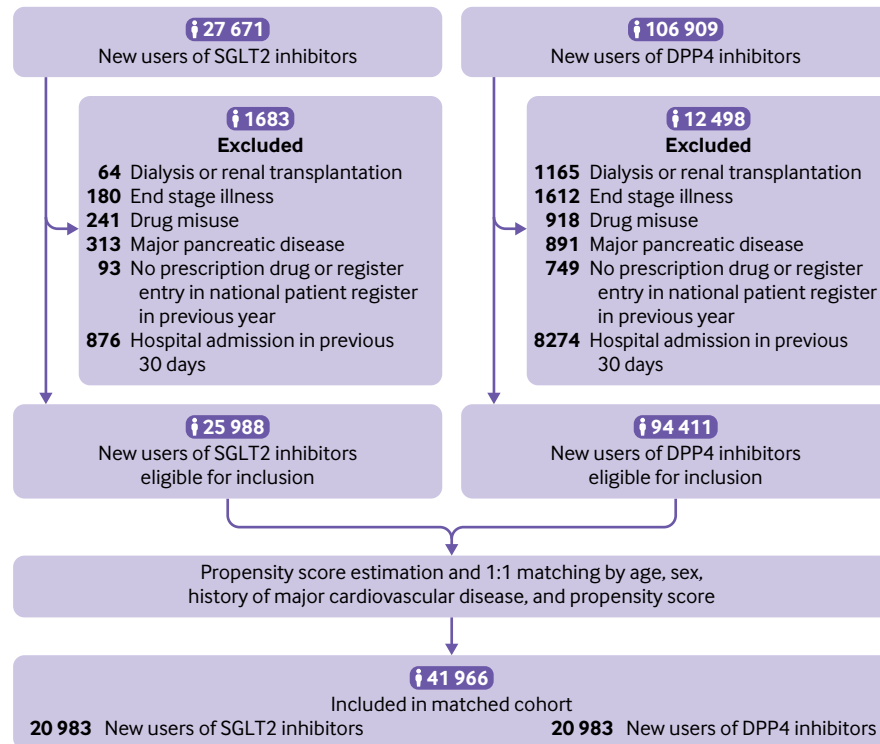 27 671
New users of SGLT2 inhibitors
1683
Excluded
64 Dialysis or renal transplantation
180 End stage illness
241 Drug misuse
313 Major pancreatic disease
93 No prescription drug or register
entry in national patient register
in previous year
876 Hospital admission in previous
30 days
25 988
New users of SGLT2 inhibitors
eligible for inclusion
106 909
New users of DPP4 inhibitors
12 498
Excluded
1165 Dialysis or renal transplantation
1612 End stage illness
918 Drug misuse
891 Major pancreatic disease
749 No prescription drug or register
entry in national patient register
in previous year
8274 Hospital admission in previous
30 days
94 411
New users of DPP4 inhibitors
eligible for inclusion
Propensity score estimation and 1:1 matching by age, sex,
history of major cardiovascular disease, and propensity score
41 966
Included in matched cohort
20 983 New users of SGLT2 inhibitors
20 983 New users of DPP4 inhibitors